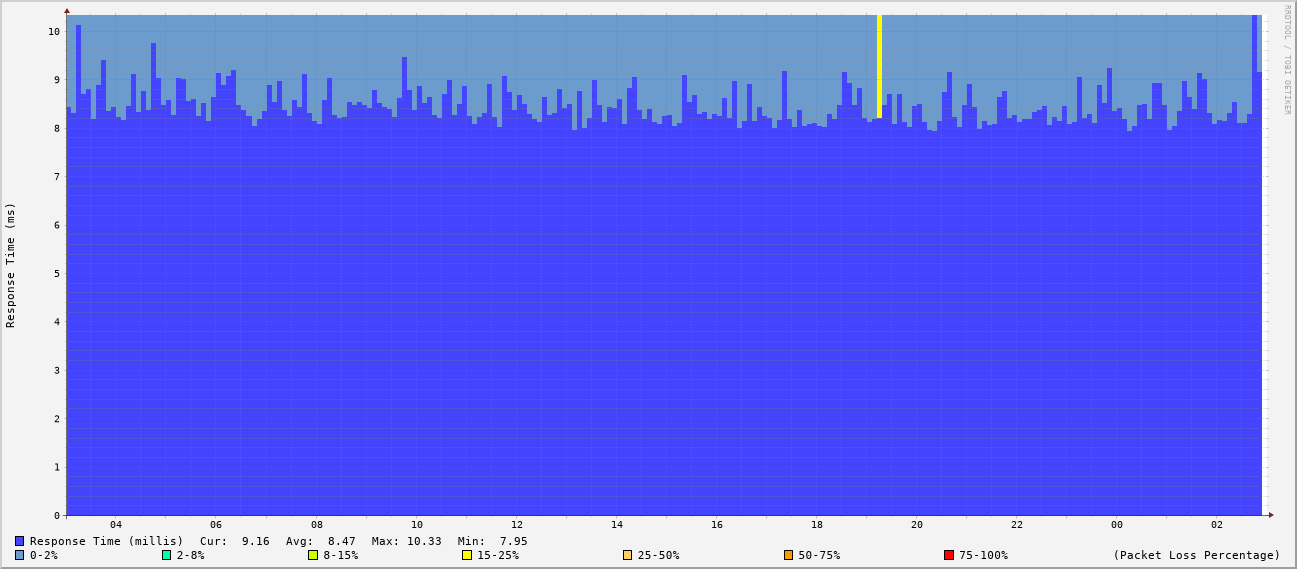 RRDTOOL / TOBI OETIKER
Response Time (ms)
10
9
8
7
6
5
4
3
2
1
0
04 06 08 10 12 14 16 18 20 22 00 02
Response Time (millis) Cur: 9.16 Avg: 8.47 Max: 10.33 Min: 7.95
0-2% 2-8% 8-15% 15-25% 25-50% 50-75% 75-100% (Packet Loss Percentage)